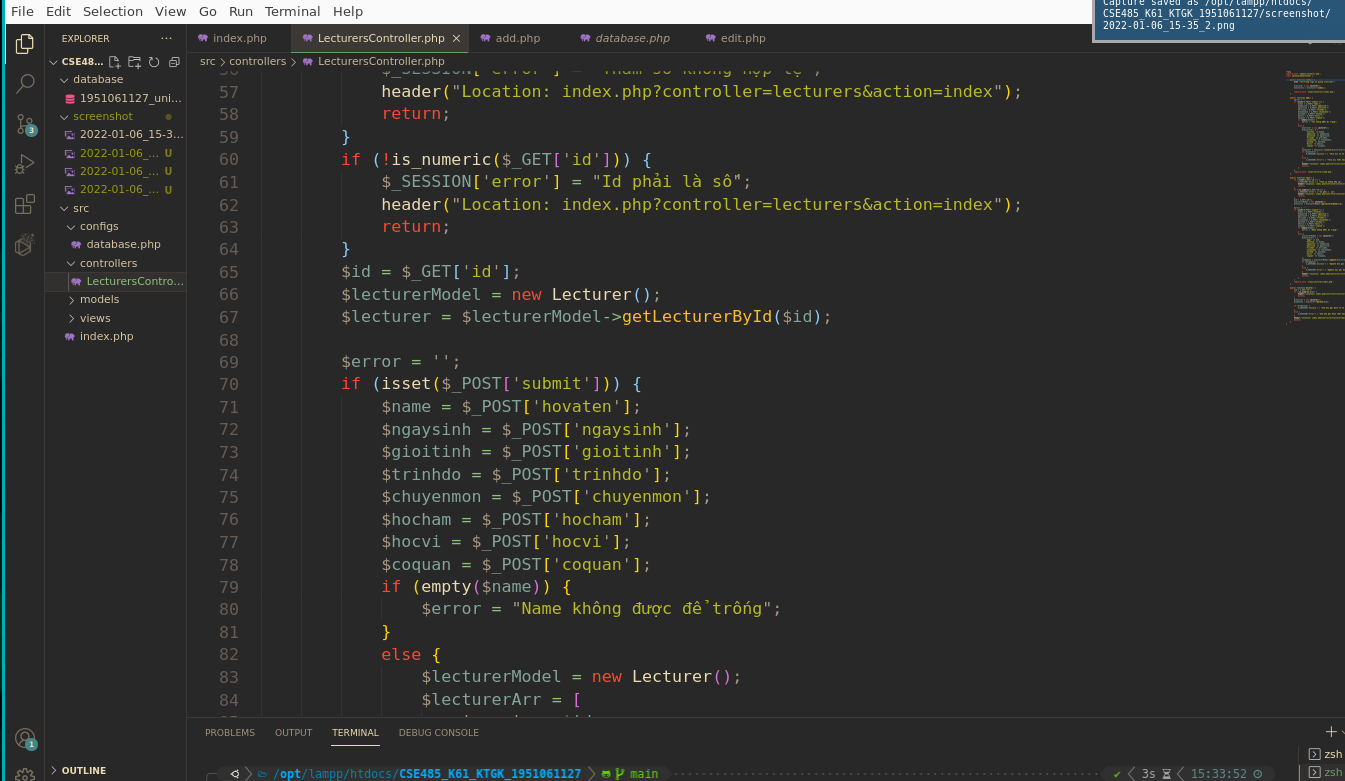 File Edit Selection View Go Run Terminal Help
Capture saved as /opt/lampp/htdocs/
CSE485_K61_KTGK_1951061127/screenshot/
2022-01-06_15-35_2.png
EXPLORER ...
index.php LecturersController.php × add.php database.php edit.php
CSE48...
src > controllers > LecturersController.php
database
1951061127_uni...
screenshot
2022-01-06_15-3...
2022-01-06_... U
2022-01-06_... U
2022-01-06_... U
src
configs
database.php
controllers
LecturersContro...
models
views
index.php
3
57 header("Location: index.php?controller=lecturers&action=index");
58 return;
59 }
60 if (!is_numeric($_GET['id'])) {
61 $_SESSION['error'] = "Id phải là số";
62 header("Location: index.php?controller=lecturers&action=index");
63 return;
64 }
65 $id = $_GET['id'];
66 $lecturerModel = new Lecturer();
67 $lecturer = $lecturerModel->getLecturerById($id);
68
69 $error = '';
70 if (isset($_POST['submit'])) {
71 $name = $_POST['hovaten'];
72 $ngaysinh = $_POST['ngaysinh'];
73 $gioitinh = $_POST['gioitinh'];
74 $trinhdo = $_POST['trinhdo'];
75 $chuyenmon = $_POST['chuyenmon'];
76 $hocham = $_POST['hocham'];
77 $hocvi = $_POST['hocvi'];
78 $coquan = $_POST['coquan'];
79 if (empty($name)) {
80 $error = "Name không được để trống";
81 }
82 else {
83 $lecturerModel = new Lecturer();
84 $lecturerArr = [
PROBLEMS OUTPUT TERMINAL DEBUG CONSOLE
1
OUTLINE
/opt/lampp/htdocs/CSE485_K61_KTGK_1951061127 main
3s 15:33:52
zsh
zsh